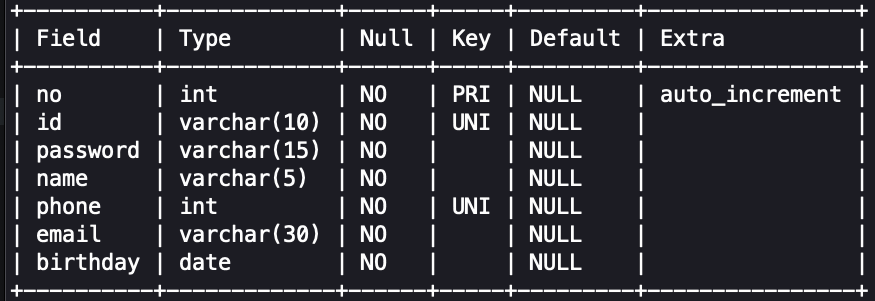 +----------+-------------+------+-----+---------+----------------+
| Field    | Type        | Null | Key | Default | Extra          |
+----------+-------------+------+-----+---------+----------------+
| no       | int         | NO   | PRI | NULL    | auto_increment |
| id       | varchar(10) | NO   | UNI | NULL    |                |
| password | varchar(15) | NO   |     | NULL    |                |
| name     | varchar(5)  | NO   |     | NULL    |                |
| phone    | int         | NO   | UNI | NULL    |                |
| email    | varchar(30) | NO   |     | NULL    |                |
| birthday | date        | NO   |     | NULL    |                |
+----------+-------------+------+-----+---------+----------------+